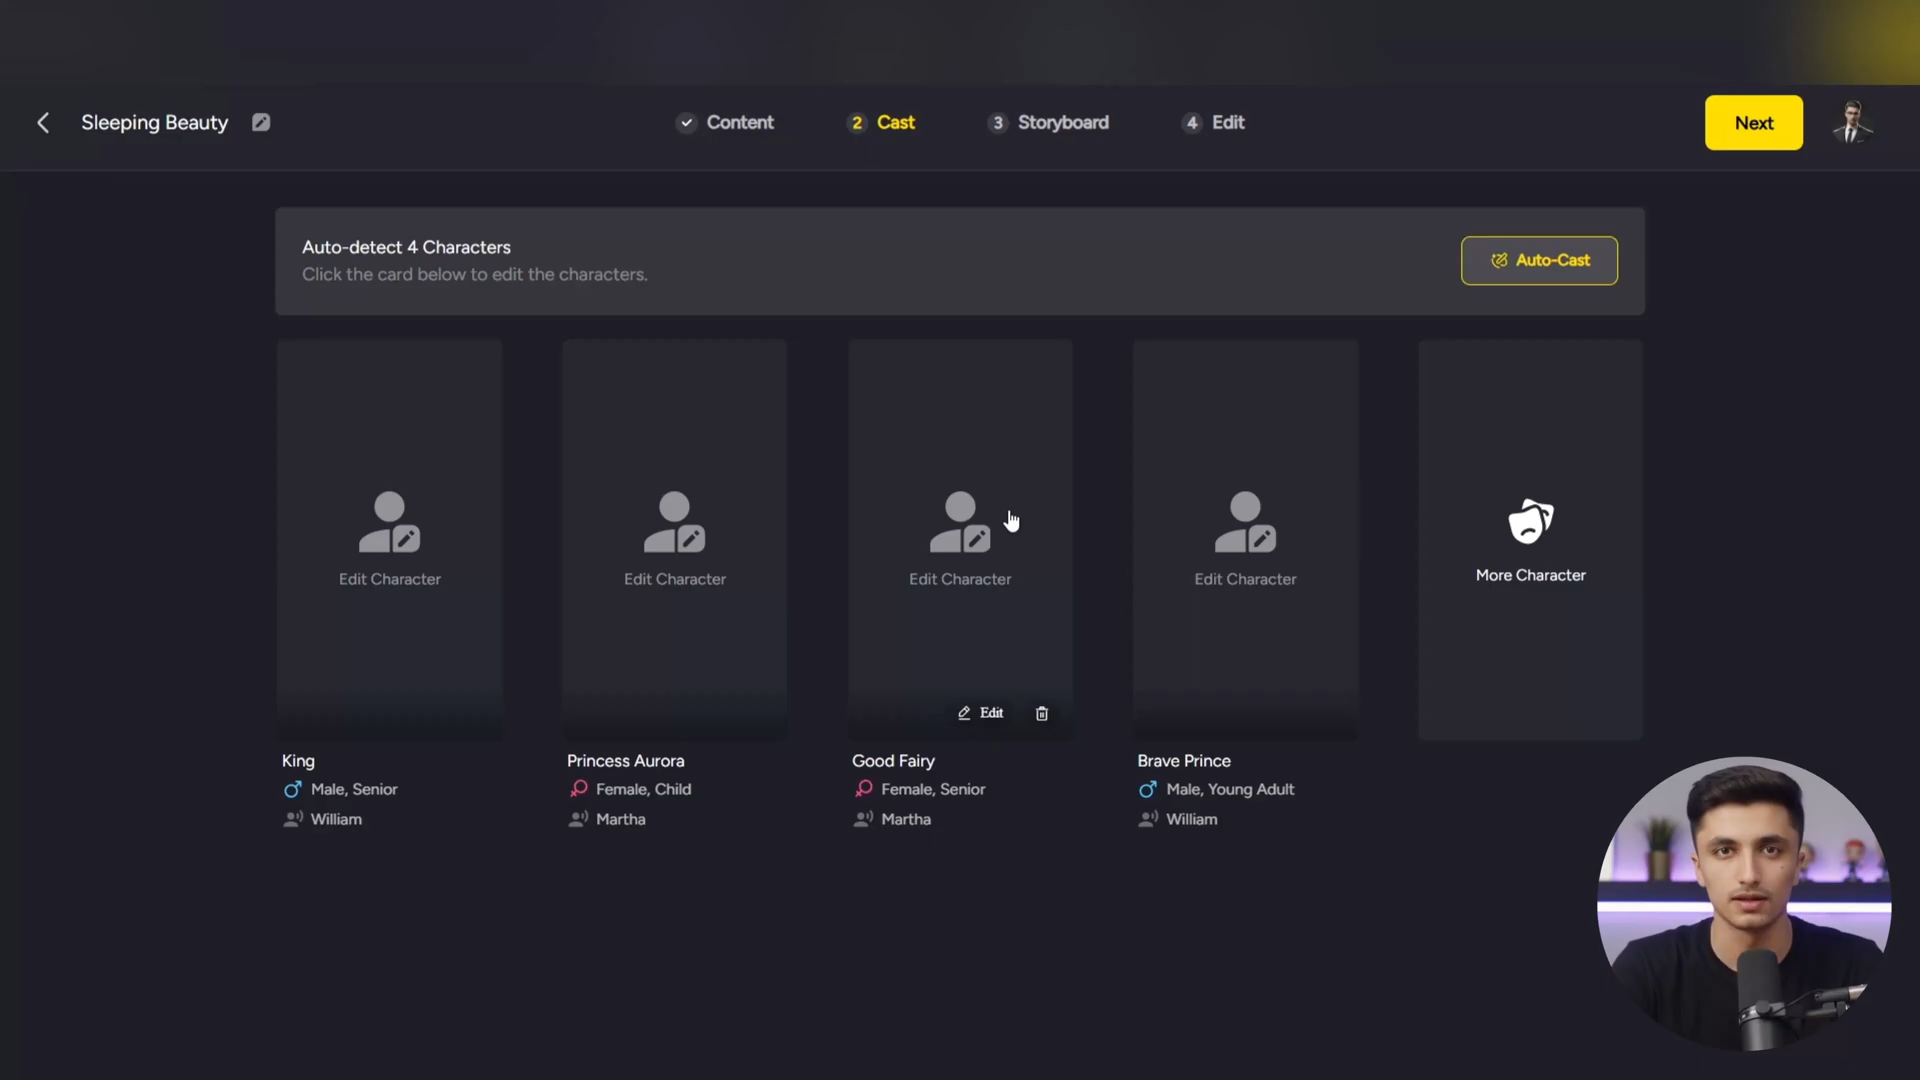 Sleeping Beauty
Content
2 Cast
3 Storyboard
4 Edit
Next
Auto-detect 4 Characters
Click the card below to edit the characters.
Auto-Cast
Edit Character
Edit Character
Edit Character
Edit Character
More Character
Edit
King
Male, Senior
William
Princess Aurora
Female, Child
Martha
Good Fairy
Female, Senior
Martha
Brave Prince
Male, Young Adult
William